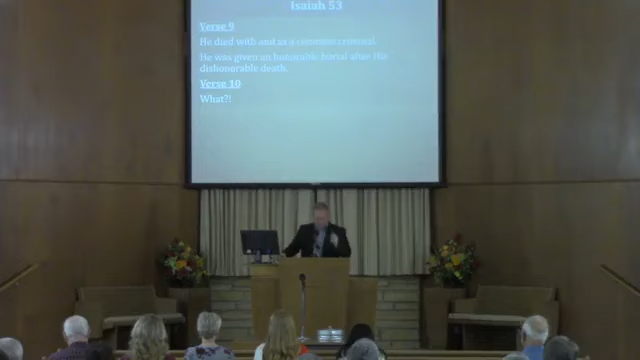 Isaiah 53
Verse 9
He died with and as a common criminal.
He was given an honorable burial after His
dishonorable death.
Verse 10
What?!